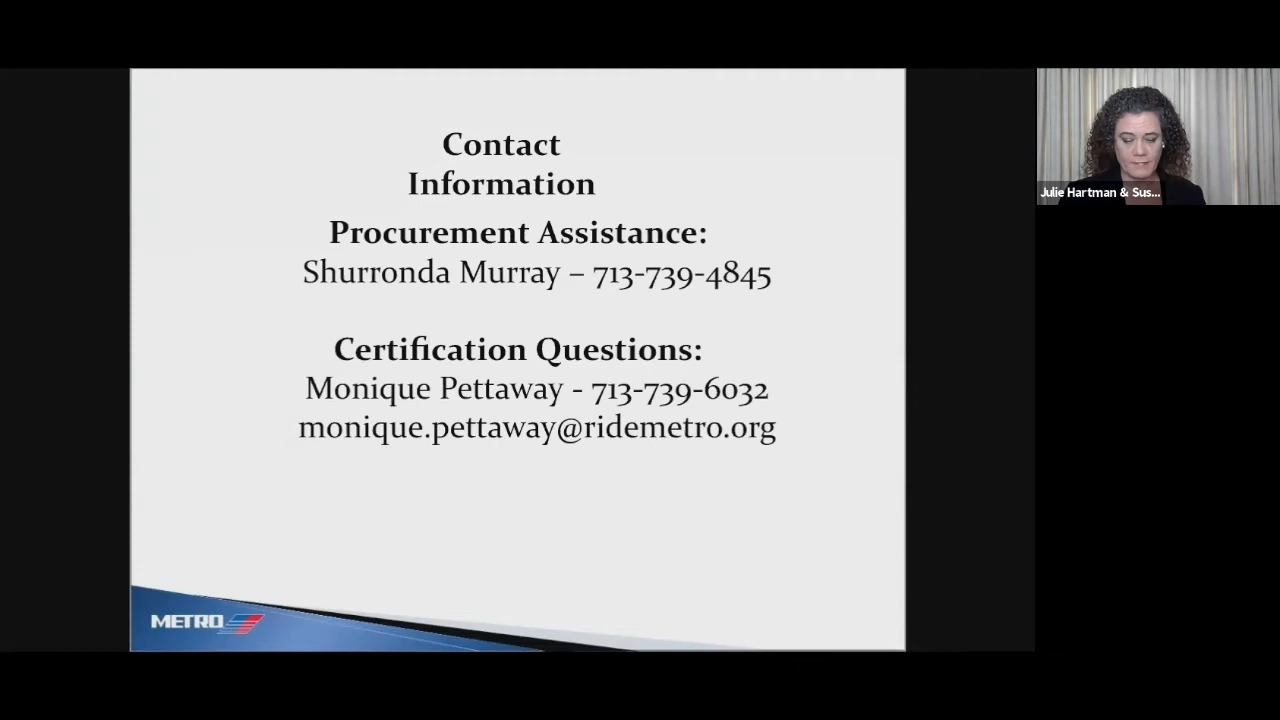 Contact
Information
Procurement Assistance:
Shurronda Murray – 713-739-4845
Certification Questions:
Monique Pettaway - 713-739-6032
monique.pettaway@ridemetro.org
METRO
Julie Hartman & Sus...